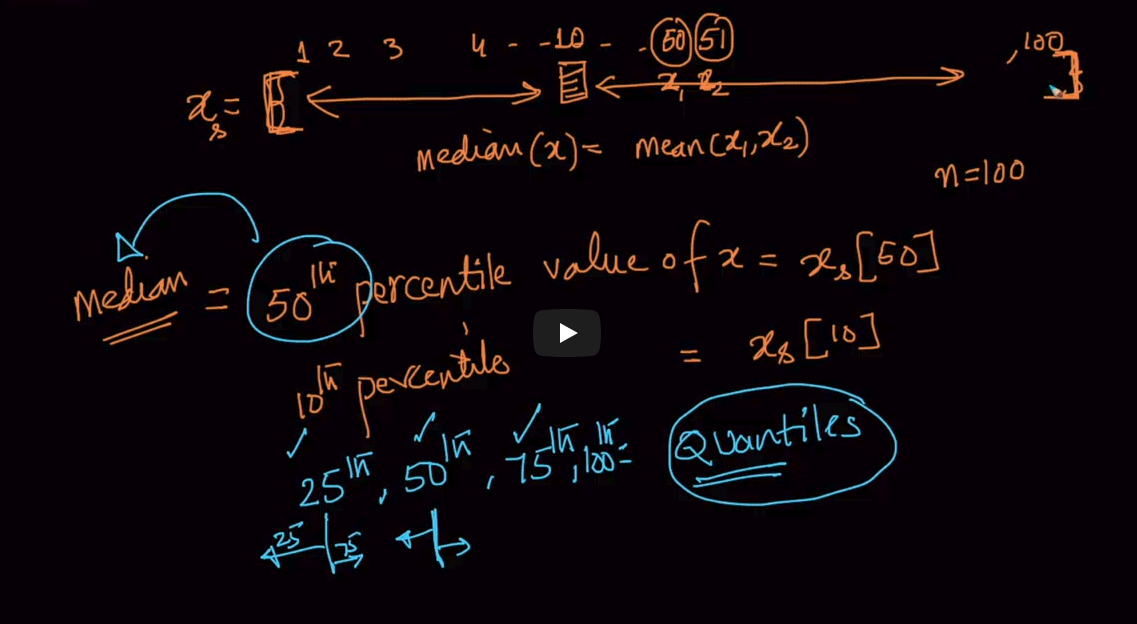 1 2 3 4 - - 10 - - 50 51 , 100
xₛ = [ x₁ x₂ ]
median(x) = mean(x₁, x₂)
n=100
Median = 50th percentile value of x = xₛ[50]
10th percentile = xₛ[10]
25th, 50th, 75th, 100th = Quantiles
25 75